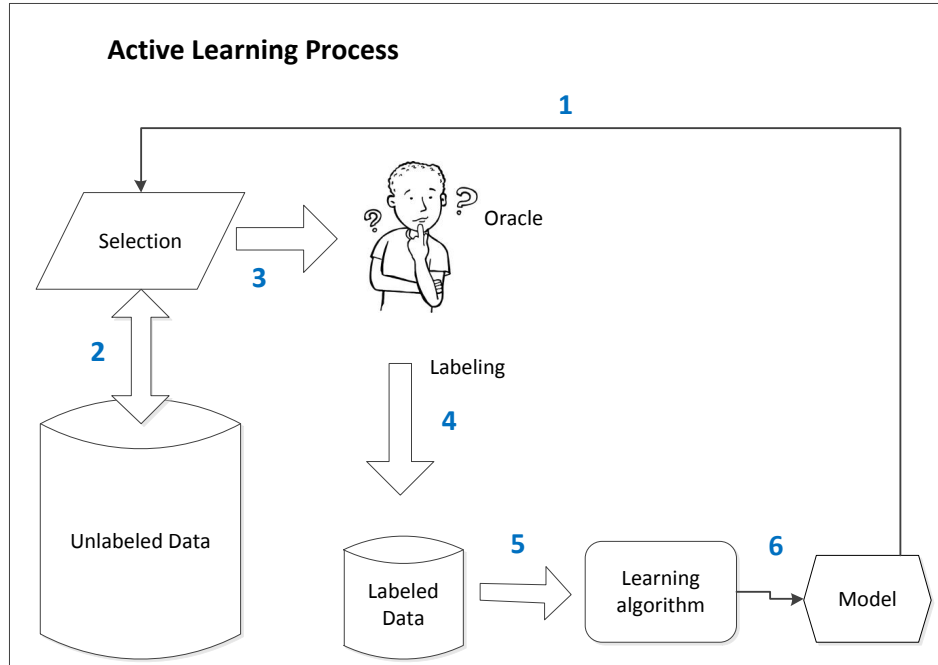 Active Learning Process
1
Selection
3
Oracle
?
?
2
Labeling
4
Unlabeled Data
5
6
Labeled
Data
Learning
algorithm
Model